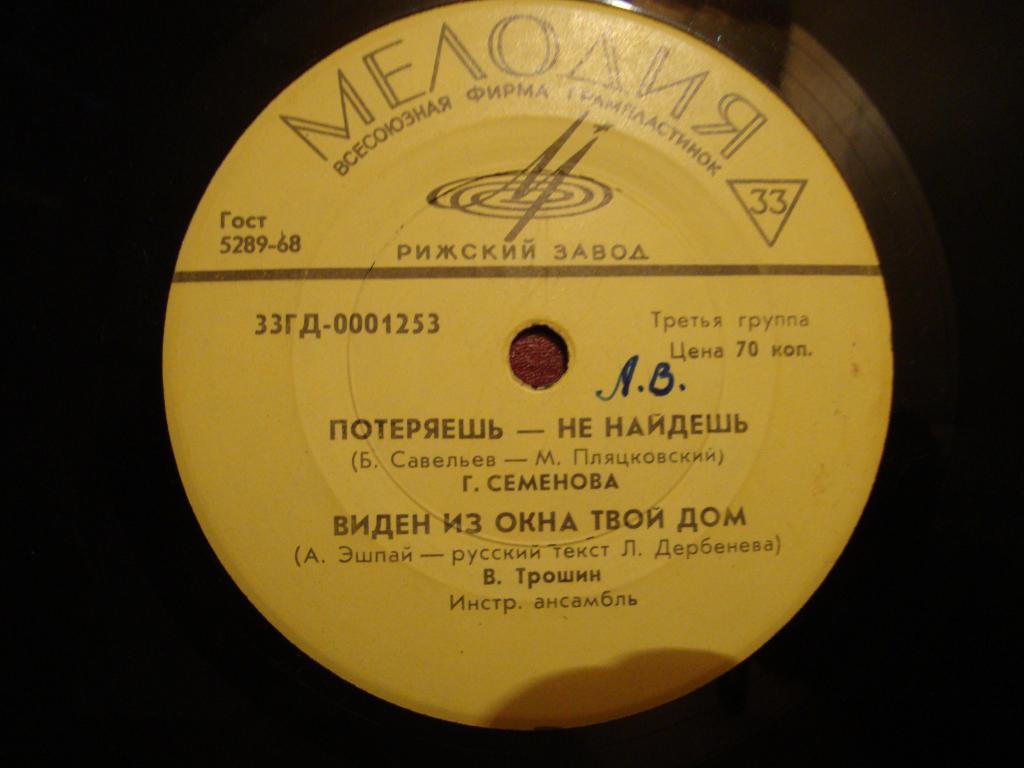 МЕЛОДИЯ
ВСЕСОЮЗНАЯ ФИРМА ГРАМПЛАСТИНОК
33
Гост
5289-68
РИЖСКИЙ ЗАВОД
33ГД-0001253
Третья группа
Цена 70 коп.
А.В.
ПОТЕРЯЕШЬ — НЕ НАЙДЕШЬ
(Б. Савельев — М. Пляцковский)
Г. СЕМЕНОВА
ВИДЕН ИЗ ОКНА ТВОЙ ДОМ
(А. Эшпай — русский текст Л. Дербенева)
В. Трошин
Инстр. ансамбль